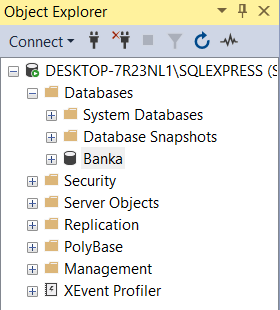 Object Explorer
Connect
DESKTOP-7R23NL1\SQLEXPRESS (S
Databases
System Databases
Database Snapshots
Banka
Security
Server Objects
Replication
PolyBase
Management
XEvent Profiler